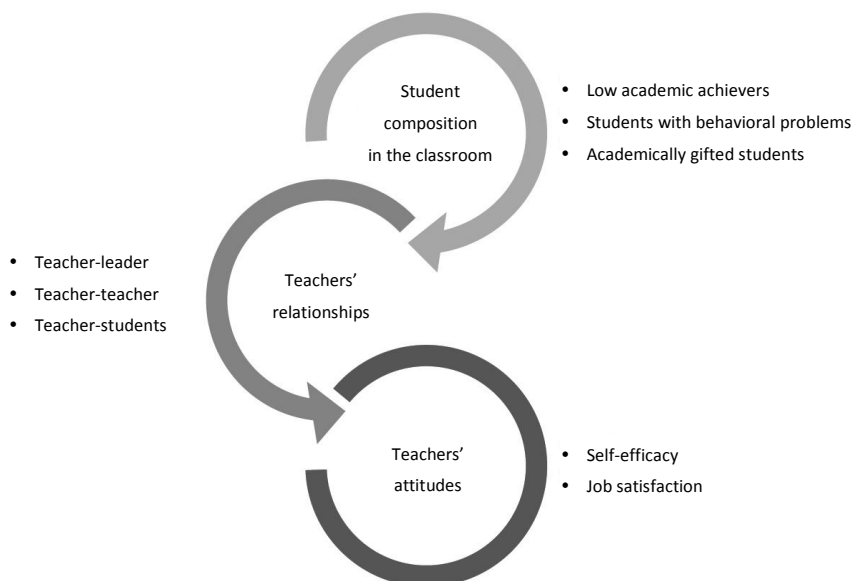 Student
composition
in the classroom
• Low academic achievers
• Students with behavioral problems
• Academically gifted students
• Teacher-leader
• Teacher-teacher
• Teacher-students
Teachers’
relationships
Teachers’
attitudes
• Self-efficacy
• Job satisfaction